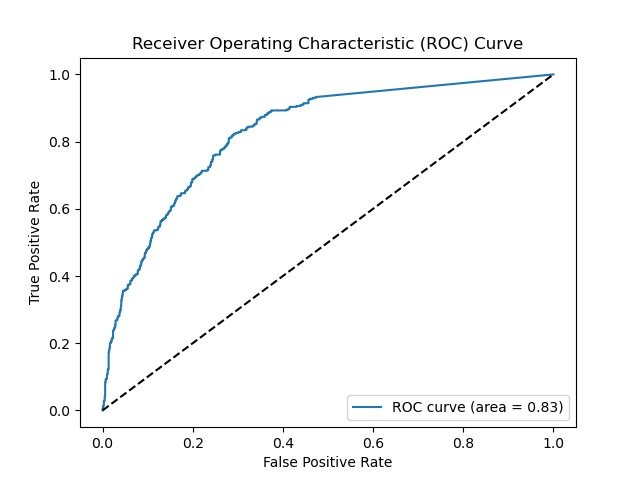 Receiver Operating Characteristic (ROC) Curve
1.0
0.8
0.6
0.4
0.2
0.0
True Positive Rate
ROC curve (area = 0.83)
0.0 0.2 0.4 0.6 0.8 1.0
False Positive Rate